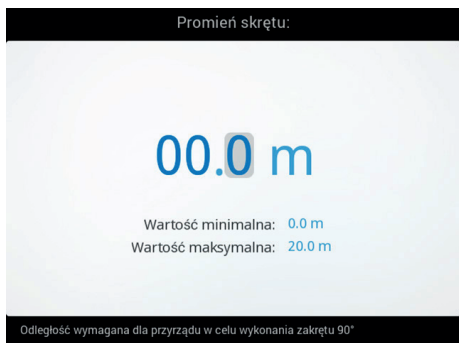 Promień skrętu:
00.0 m
Wartość minimalna: 0.0 m
Wartość maksymalna: 20.0 m
Odległość wymagana dla przyrządu w celu wykonania zakrętu 90°